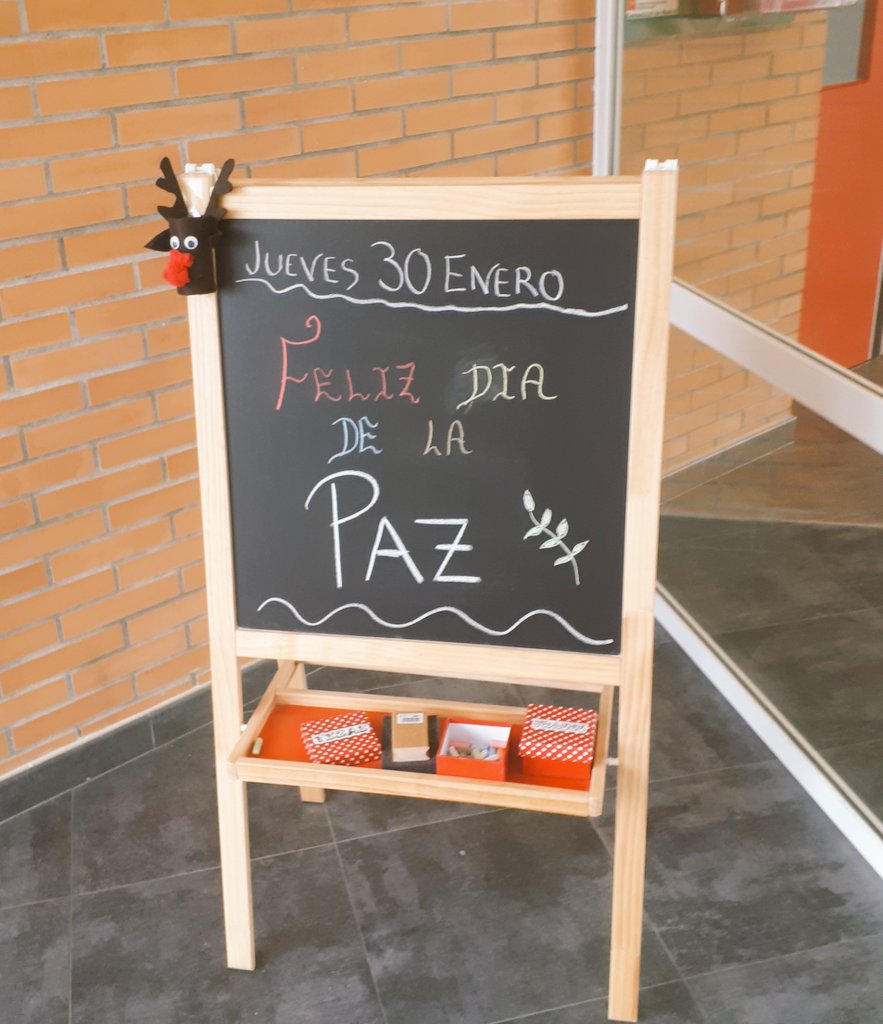 JUEVES 30 ENERO
FELIZ DIA
DE LA
PAZ